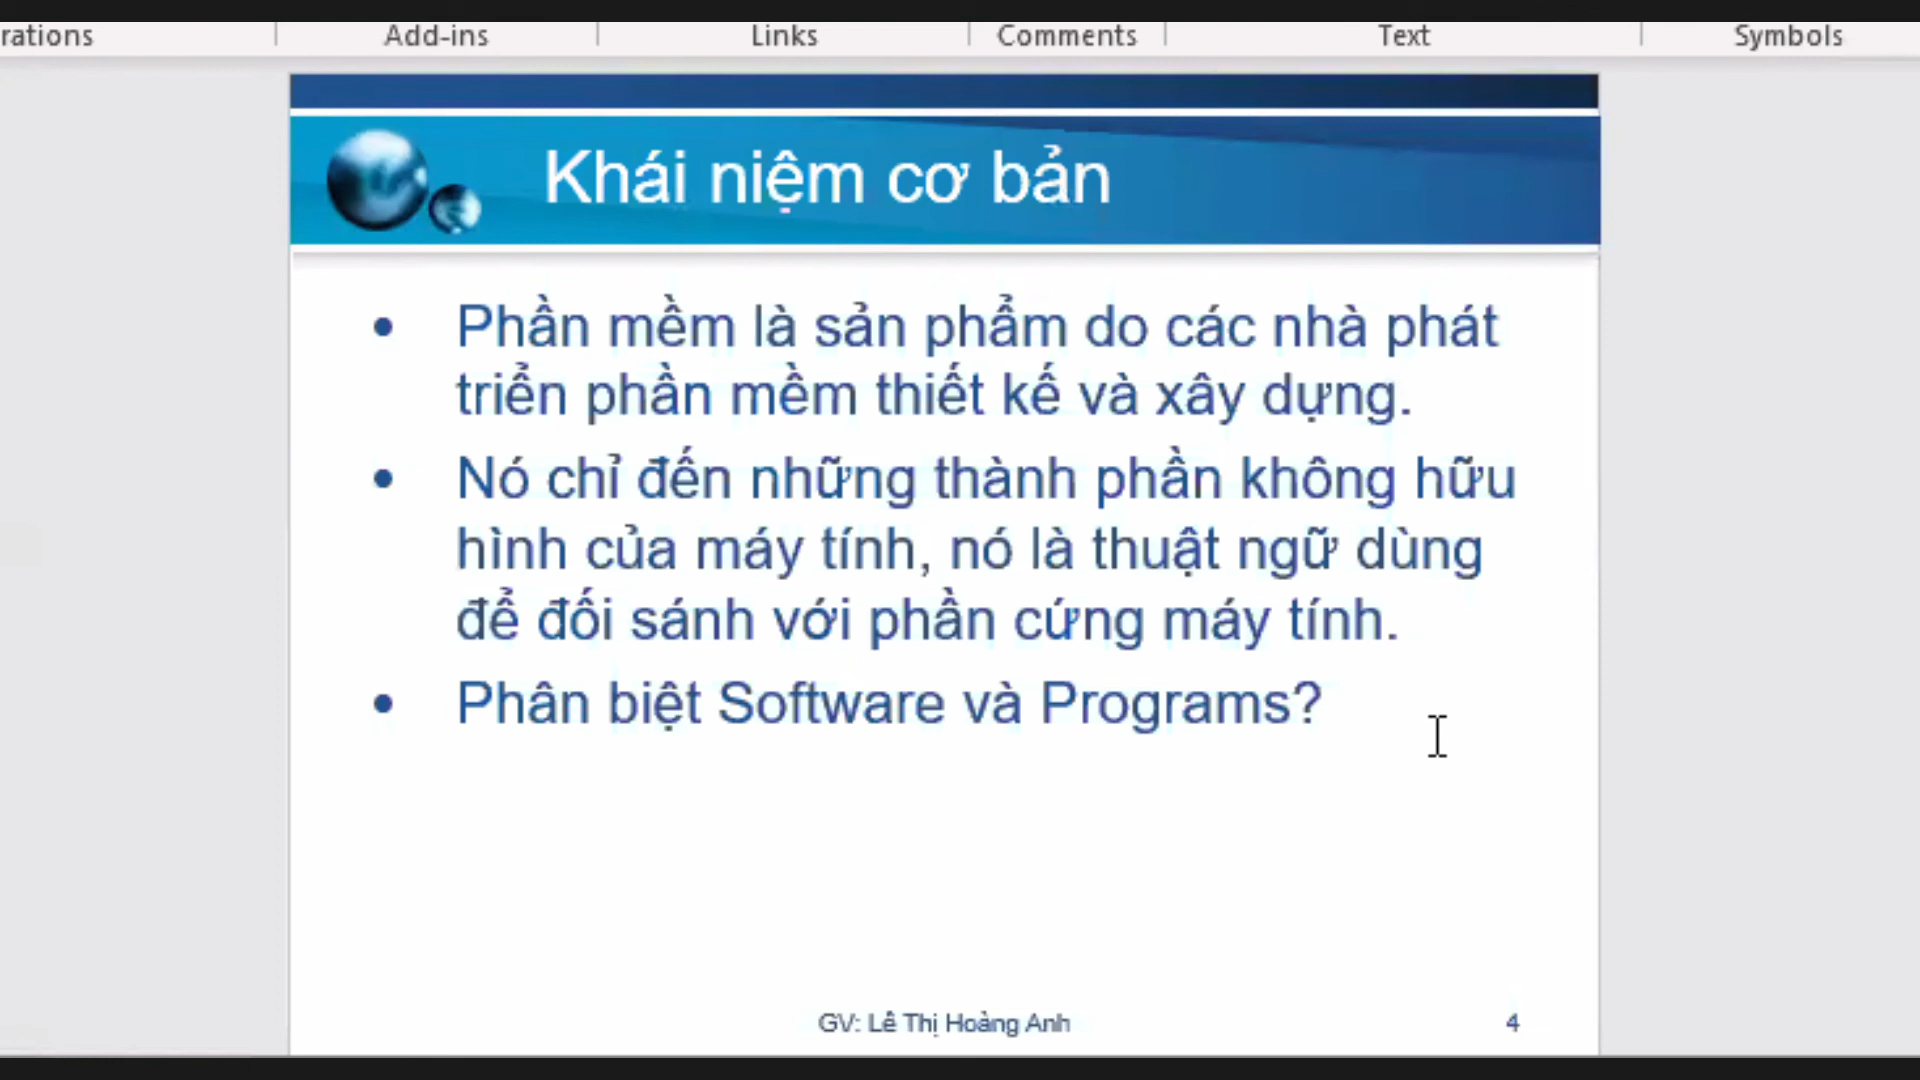 rations Add-ins Links Comments Text Symbols
Khái niệm cơ bản
• Phần mềm là sản phẩm do các nhà phát
triển phần mềm thiết kế và xây dựng.
• Nó chỉ đến những thành phần không hữu
hình của máy tính, nó là thuật ngữ dùng
để đối sánh với phần cứng máy tính.
• Phân biệt Software và Programs?
GV: Lê Thị Hoàng Anh 4